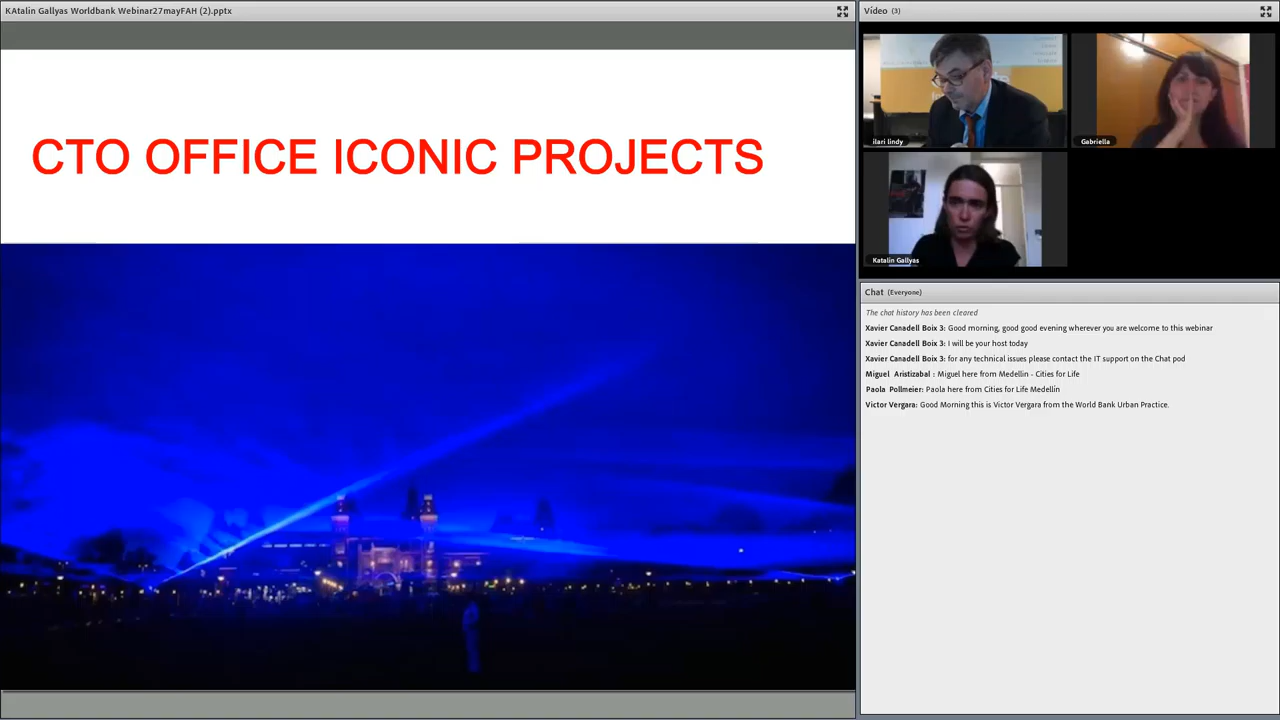 KAtalin Gallyas Worldbank Webinar27mayFAH (2).pptx
CTO OFFICE ICONIC PROJECTS
Vídeo (3)
ilari lindy
Gabriella
Katalin Gallyas
Chat (Everyone)
The chat history has been cleared
Xavier Canadell Boix 3: Good morning, good good evening wherever you are welcome to this webinar
Xavier Canadell Boix 3: I will be your host today
Xavier Canadell Boix 3: for any technical issues please contact the IT support on the Chat pod
Miguel Aristizabal : Miguel here from Medellin - Cities for Life
Paola Pollmeier: Paola here from Cities for Life Medellín
Victor Vergara: Good Morning this is Victor Vergara from the World Bank Urban Practice.